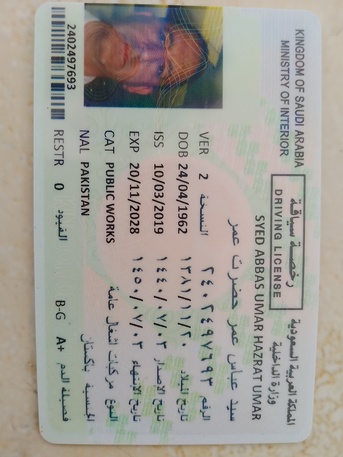 KINGDOM OF SAUDI ARABIA
MINISTRY OF INTERIOR
المملكة العربية السعودية
وزارة الداخلية
رخصة سياقة
DRIVING LICENSE
SYED ABBAS UMAR HAZRAT UMAR
سيد عباس عمر حضرت عمر
الرقم ٢٤٠٢٤٩٧٦٩٣
VER 2 النسخة
DOB 24/04/1962 ١٣٨١/١١/٢٠ تاريخ الميلاد
ISS 10/03/2019 ١٤٤٠/٠٧/٠٣ تاريخ الاصدار
EXP 20/11/2028 ١٤٥٠/٠٧/٠٣ تاريخ الانتهاء
CAT PUBLIC WORKS النوع مركبات اشغال عامة
NAL PAKISTAN الجنسية باكستان
RESTR 0 القيود B-G A+ فصيلة الدم
2402497693